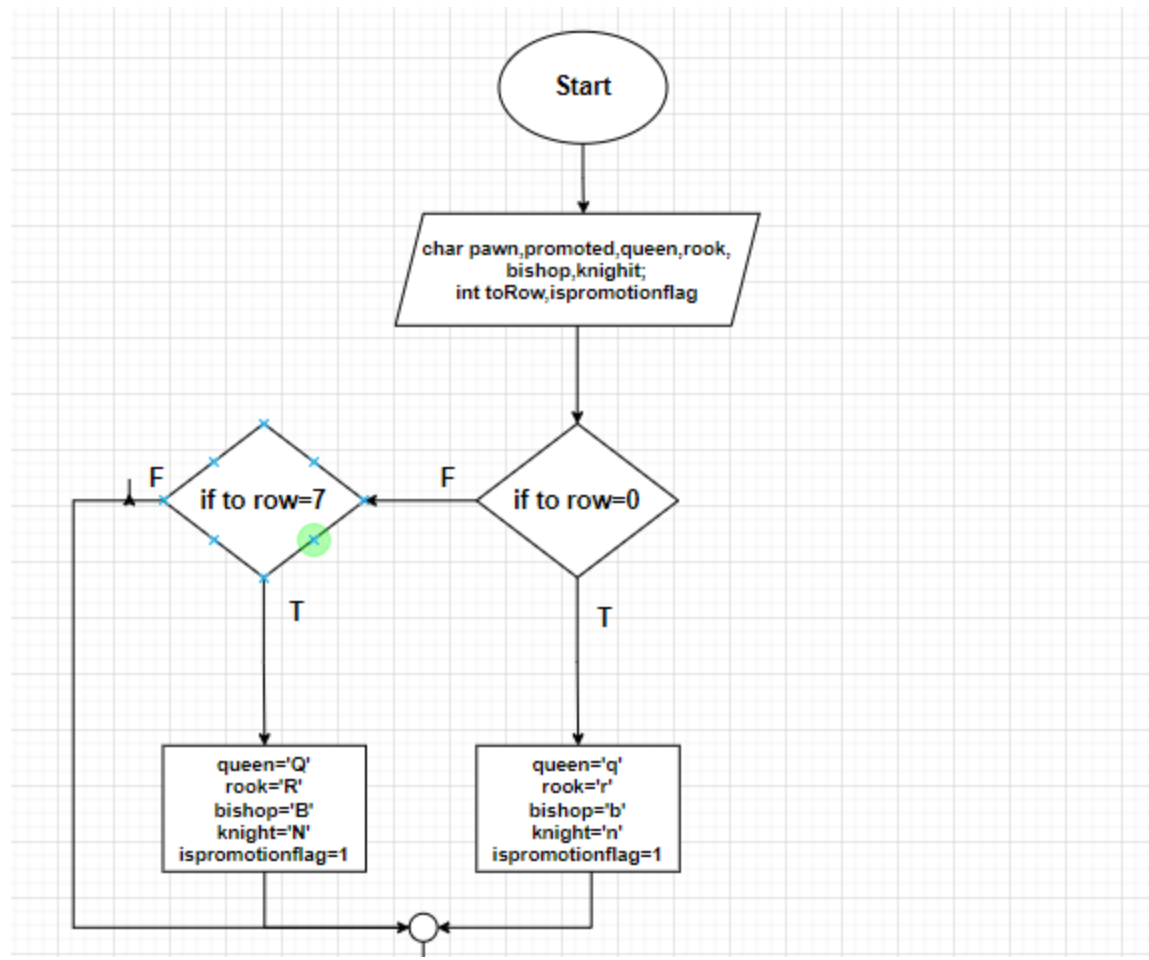 Start
char pawn,promoted,queen,rook,
bishop,knighit;
int toRow,ispromotionflag
F
if to row=7
F
if to row=0
T
T
queen='Q'
rook='R'
bishop='B'
knight='N'
ispromotionflag=1
queen='q'
rook='r'
bishop='b'
knight='n'
ispromotionflag=1